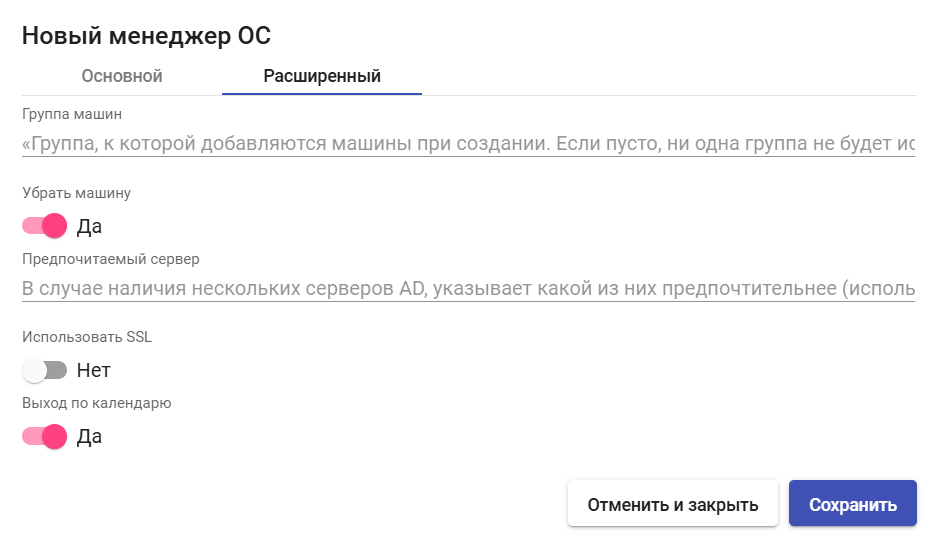 Новый менеджер ОС
Основной Расширенный
Группа машин
«Группа, к которой добавляются машины при создании. Если пусто, ни одна группа не будет ис
Убрать машину
Да
Предпочитаемый сервер
В случае наличия нескольких серверов AD, указывает какой из них предпочтительнее (исполь
Использовать SSL
Нет
Выход по календарю
Да
Отменить и закрыть Сохранить